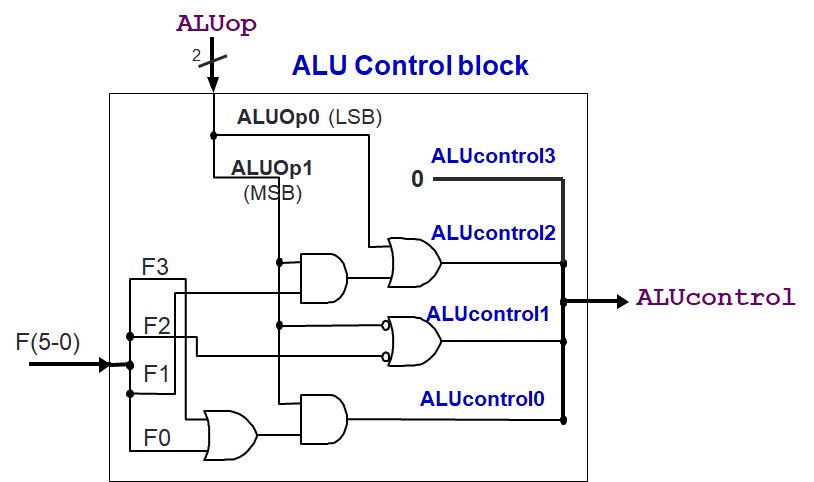 ALUop
2
ALU Control block
ALUOp0 (LSB)
ALUcontrol3
ALUOp1
(MSB)
0
ALUcontrol2
F3
ALUcontrol
ALUcontrol1
F2
F(5-0)
F1
ALUcontrol0
F0